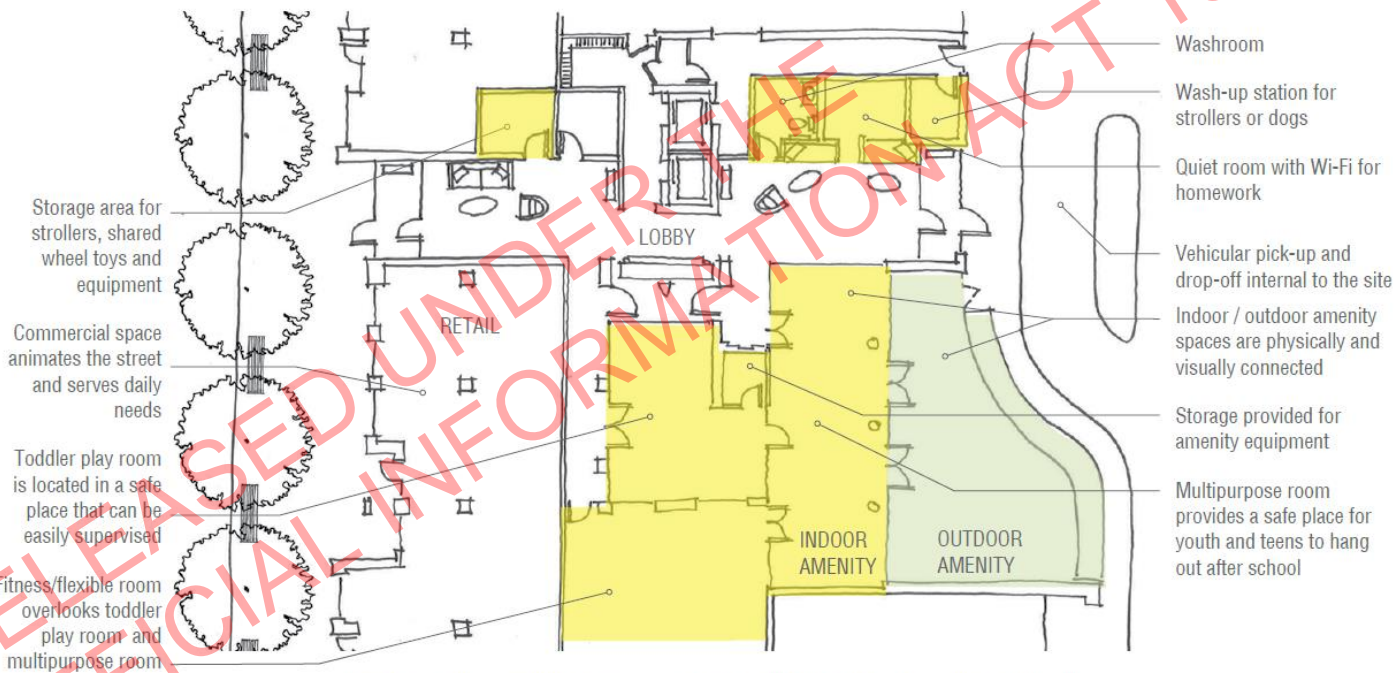 Storage area for
strollers, shared
wheel toys and
equipment
Commercial space
animates the street
and serves daily
needs
Toddler play room
is located in a safe
place that can be
easily supervised
Fitness/flexible room
overlooks toddler
play room and
multipurpose room
LOBBY
RETAIL
INDOOR
AMENITY
OUTDOOR
AMENITY
Washroom
Wash-up station for
strollers or dogs
Quiet room with Wi-Fi for
homework
Vehicular pick-up and
drop-off internal to the site
Indoor / outdoor amenity
spaces are physically and
visually connected
Storage provided for
amenity equipment
Multipurpose room
provides a safe place for
youth and teens to hang
out after school
ELEASED UNDER THE
FFICIAL INFORMATION ACT